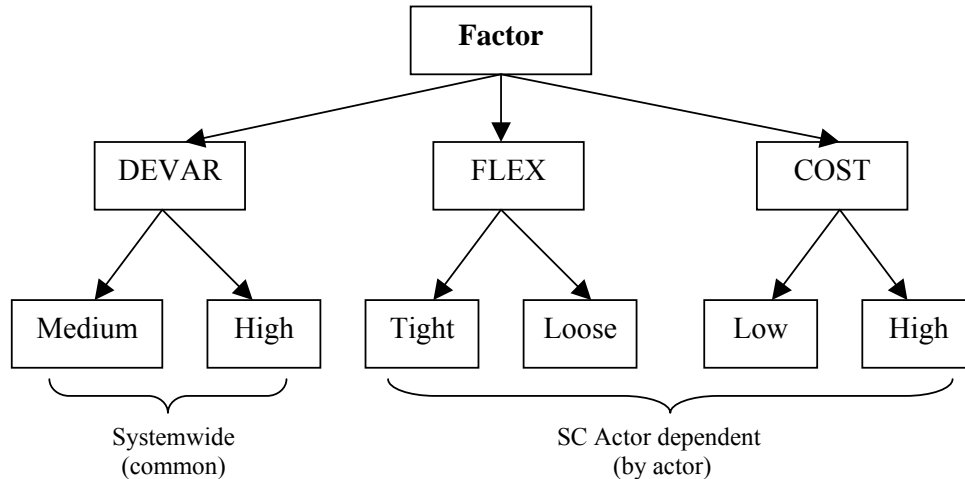 Factor
DEVAR
FLEX
COST
Medium
High
Tight
Loose
Low
High
Systemwide
(common)
SC Actor dependent
(by actor)